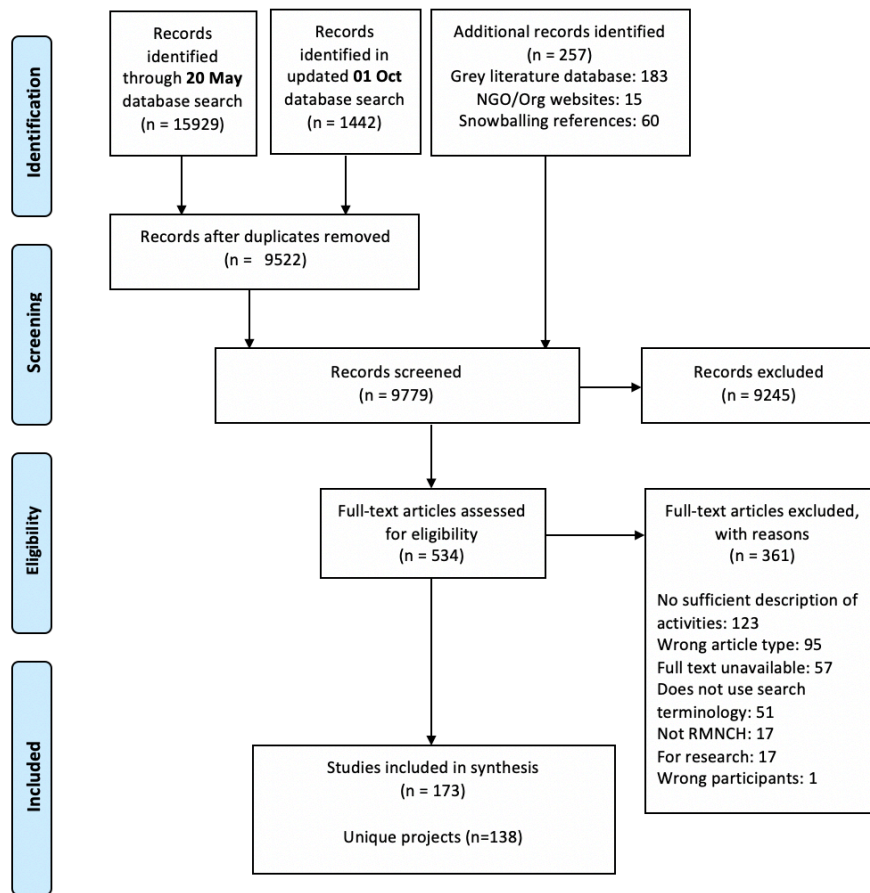 Identification
Records
identified
through 20 May
database search
(n = 15929)
Records
identified in
updated 01 Oct
database search
(n = 1442)
Additional records identified
(n = 257)
Grey literature database: 183
NGO/Org websites: 15
Snowballing references: 60
Records after duplicates removed
(n = 9522)
Screening
Records screened
(n = 9779)
Records excluded
(n = 9245)
Eligibility
Full-text articles assessed
for eligibility
(n = 534)
Full-text articles excluded,
with reasons
(n = 361)
No sufficient description of
activities: 123
Wrong article type: 95
Full text unavailable: 57
Does not use search
terminology: 51
Not RMNCH: 17
For research: 17
Wrong participants: 1
Included
Studies included in synthesis
(n = 173)
Unique projects (n=138)